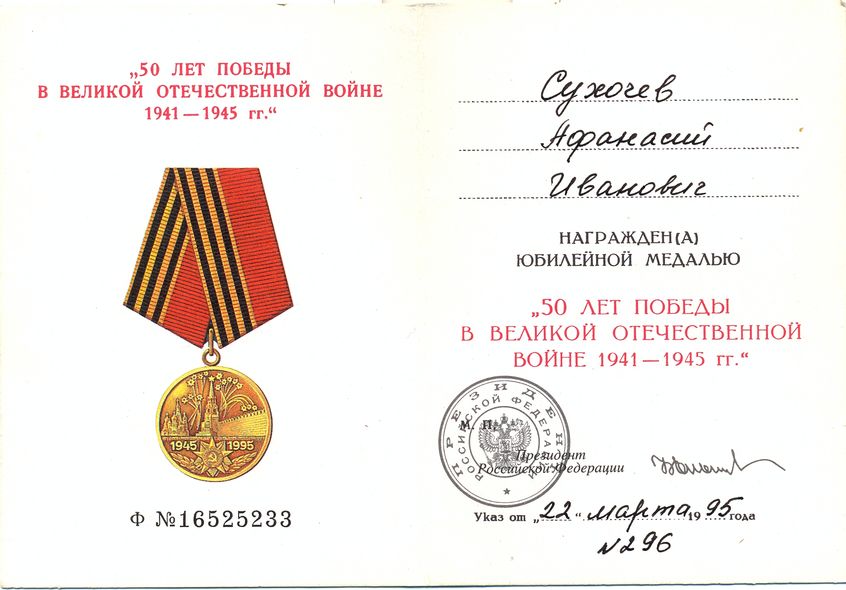 „50 ЛЕТ ПОБЕДЫ
В ВЕЛИКОЙ ОТЕЧЕСТВЕННОЙ ВОЙНЕ
1941—1945 гг.“
1945 1995
Ф №16525233
Сухочев
Афанасий
Иванович
НАГРАЖДЕН(А)
ЮБИЛЕЙНОЙ МЕДАЛЬЮ
„50 ЛЕТ ПОБЕДЫ
В ВЕЛИКОЙ ОТЕЧЕСТВЕННОЙ
ВОЙНЕ 1941—1945 гг.“
ПРЕЗИДЕНТ
РОССИЙСКОЙ ФЕДЕРАЦИИ
М. П.
Президент
Российской Федерации
Указ от „22“ марта 1995 года
N296